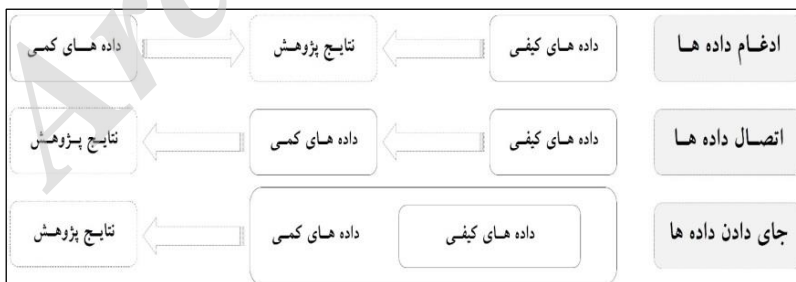 ادغام داده ها
داده های کیفی
نتایج پژوهش
داده های کمی
اتصال داده ها
داده های کیفی
داده های کمی
نتایج پژوهش
جای دادن داده ها
داده های کیفی
داده های کمی
نتایج پژوهش